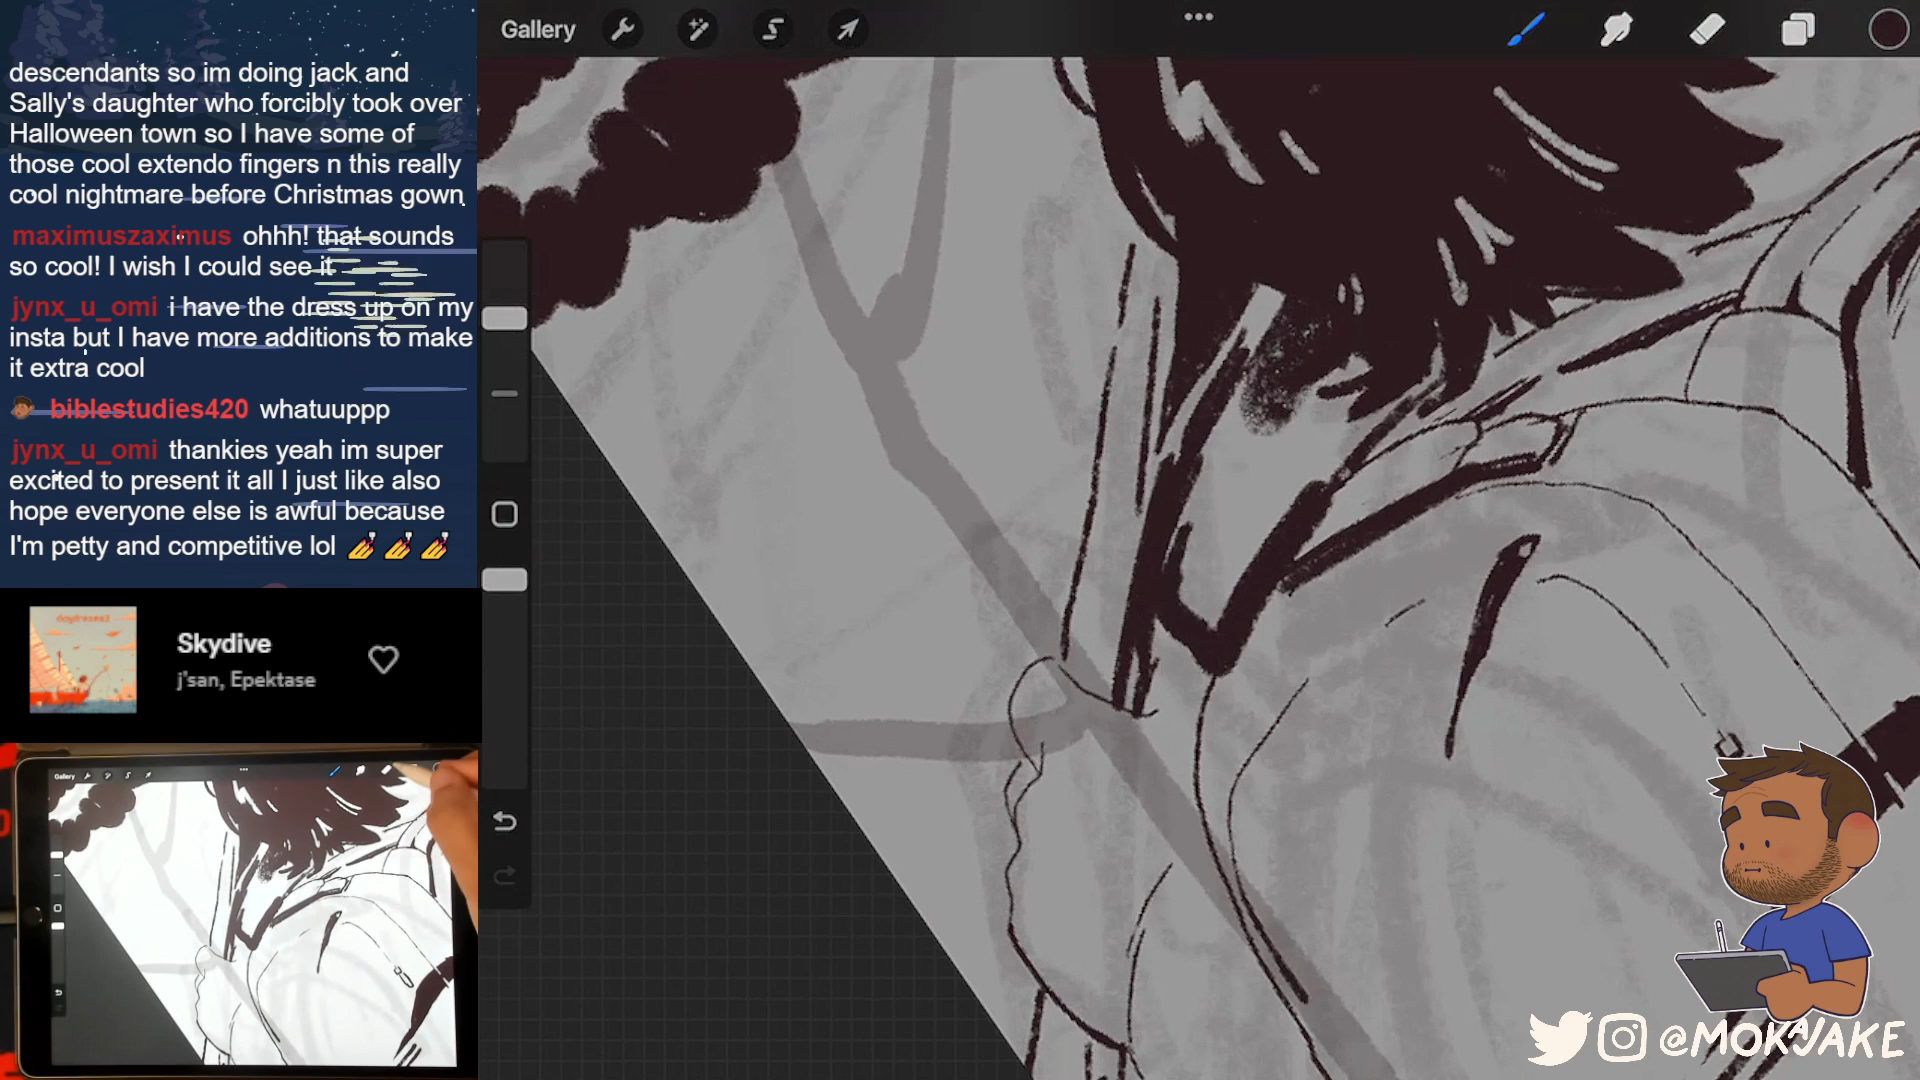 descendants so im doing jack and
Sally's daughter who forcibly took over
Halloween town so I have some of
those cool extendo fingers n this really
cool nightmare before Christmas gown
maximuszaximus ohhh! that sounds
so cool! I wish I could see it
jynx_u_omi i have the dress up on my
insta but I have more additions to make
it extra cool
biblestudies420 whatuuppp
jynx_u_omi thankies yeah im super
excited to present it all I just like also
hope everyone else is awful because
I'm petty and competitive lol 💅 💅 💅
Skydive
j'san, Epektase
Gallery
Gallery
@MOKAJAKE